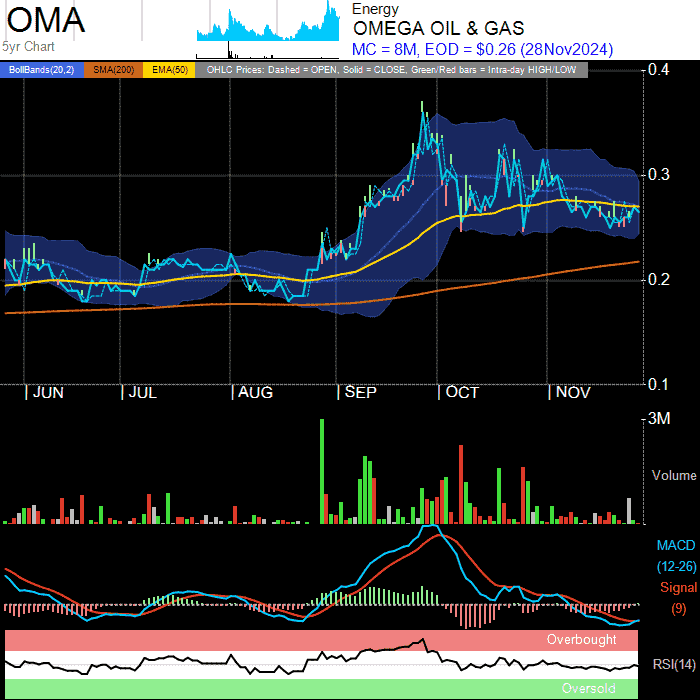 OMA
5yr Chart
Energy
OMEGA OIL & GAS
MC = 8M, EOD = $0.26 (28Nov2024)
BollBands(20,2) SMA(200) EMA(50) OHLC Prices: Dashed = OPEN, Solid = CLOSE, Green/Red bars = Intra-day HIGH/LOW
0.4
0.3
0.2
0.1
JUN JUL AUG SEP OCT NOV
3M
Volume
MACD
(12-26)
Signal
(9)
Overbought
RSI(14)
Oversold